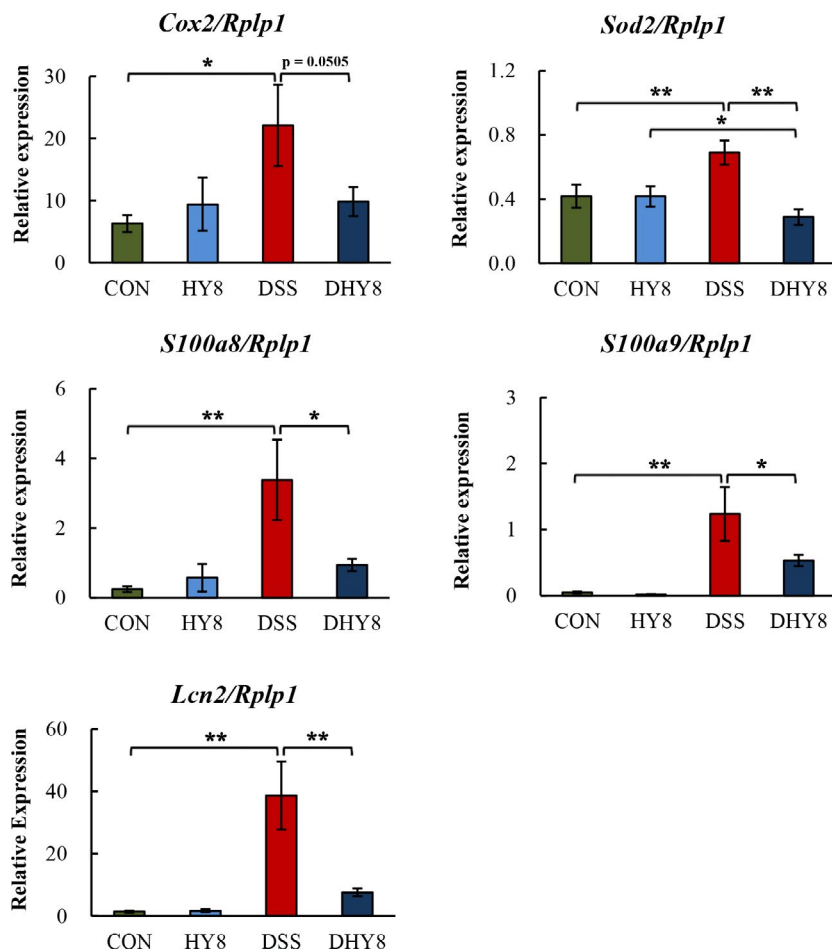 Cox2/Rplp1
Relative expression
30
20
10
0
*
p = 0.0505
CON HY8 DSS DHY8
Sod2/Rplp1
Relative expression
1.2
0.8
0.4
0.0
** **
*
CON HY8 DSS DHY8
S100a8/Rplp1
Relative expression
6
4
2
0
** *
CON HY8 DSS DHY8
S100a9/Rplp1
Relative expression
3
2
1
0
** *
CON HY8 DSS DHY8
Lcn2/Rplp1
Relative Expression
60
40
20
0
** **
CON HY8 DSS DHY8